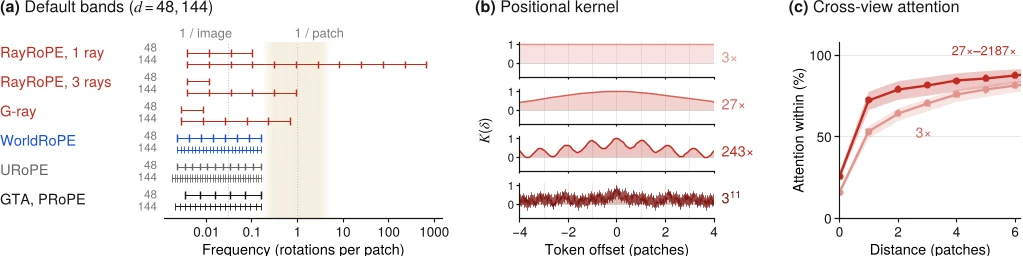 (a) Default bands (d = 48, 144)
1 / image
1 / patch
RayRoPE, 1 ray
48
144
RayRoPE, 3 rays
48
144
G-ray
48
144
WorldRoPE
48
144
URoPE
48
144
GTA, PRoPE
48
144
0.01
0.1
1
10
100
1000
Frequency (rotations per patch)
(b) Positional kernel
K(δ)
1
0
3×
1
0
27×
1
0
243×
1
0
3¹¹
−4
−2
0
2
4
Token offset (patches)
(c) Cross-view attention
Attention within (%)
100
50
0
27×–2187×
3×
0
2
4
6
Distance (patches)